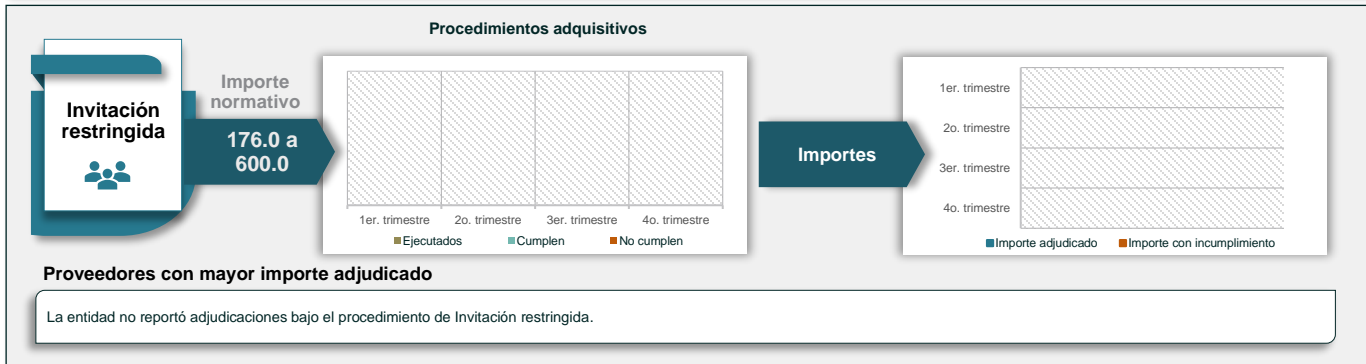 Procedimientos adquisitivos
Invitación
restringida
Importe
normativo
176.0 a
600.0
1er. trimestre
2o. trimestre
3er. trimestre
4o. trimestre
Ejecutados
Cumplen
No cumplen
Importes
1er. trimestre
2o. trimestre
3er. trimestre
4o. trimestre
Importe adjudicado
Importe con incumplimiento
Proveedores con mayor importe adjudicado
La entidad no reportó adjudicaciones bajo el procedimiento de Invitación restringida.